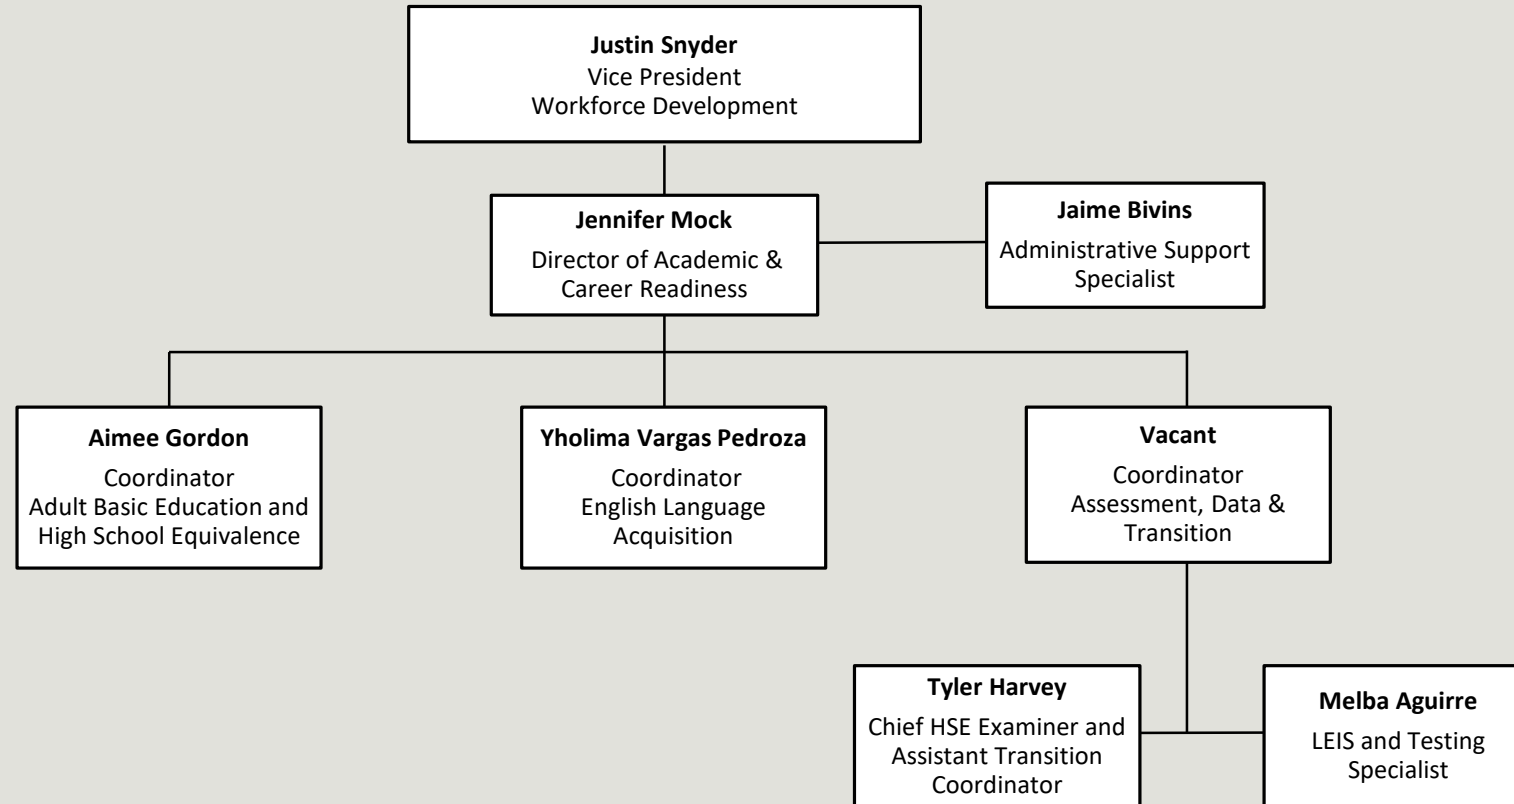 Justin Snyder
Vice President
Workforce Development
Jennifer Mock
Director of Academic &
Career Readiness
Jaime Bivins
Administrative Support
Specialist
Aimee Gordon
Coordinator
Adult Basic Education and
High School Equivalence
Yholima Vargas Pedroza
Coordinator
English Language
Acquisition
Vacant
Coordinator
Assessment, Data &
Transition
Tyler Harvey
Chief HSE Examiner and
Assistant Transition
Coordinator
Melba Aguirre
LEIS and Testing
Specialist